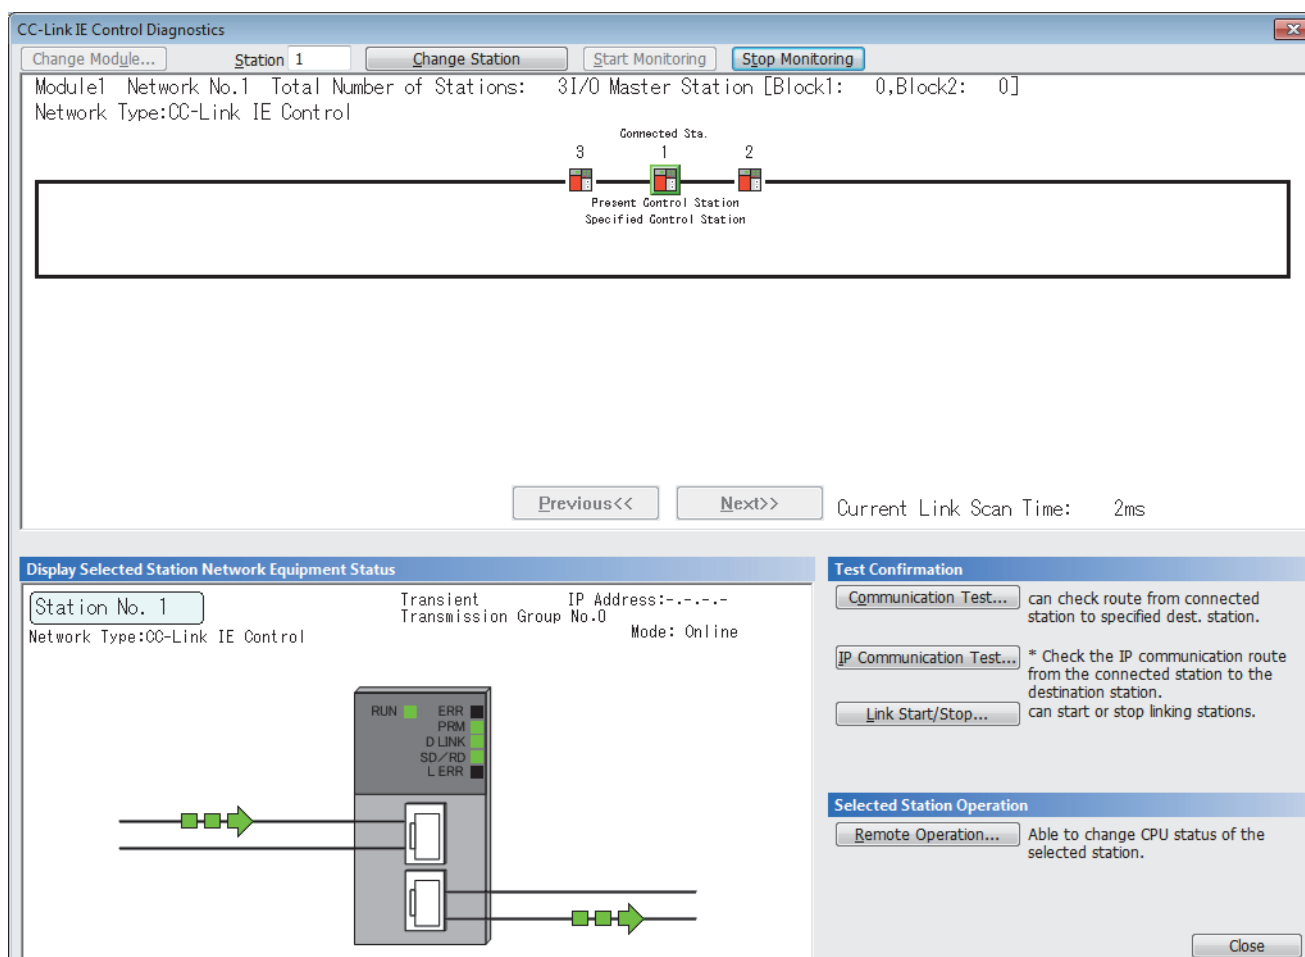 CC-Link IE Control Diagnostics
Change Module... Station 1 Change Station Start Monitoring Stop Monitoring
Module1 Network No.1 Total Number of Stations: 3I/O Master Station [Block1: 0,Block2: 0]
Network Type:CC-Link IE Control
Connected Sta.
3 1 2
Present Control Station
Specified Control Station
Previous<< Next>> Current Link Scan Time: 2ms
Display Selected Station Network Equipment Status
Station No. 1
Network Type:CC-Link IE Control
Transient IP Address:-.-.-.-
Transmission Group No.0
Mode: Online
RUN ERR
PRM
D LINK
SD/RD
L ERR
Test Confirmation
Communication Test... can check route from connected
station to specified dest. station.
IP Communication Test... * Check the IP communication route
from the connected station to the
destination station.
Link Start/Stop... can start or stop linking stations.
Selected Station Operation
Remote Operation... Able to change CPU status of the
selected station.
Close